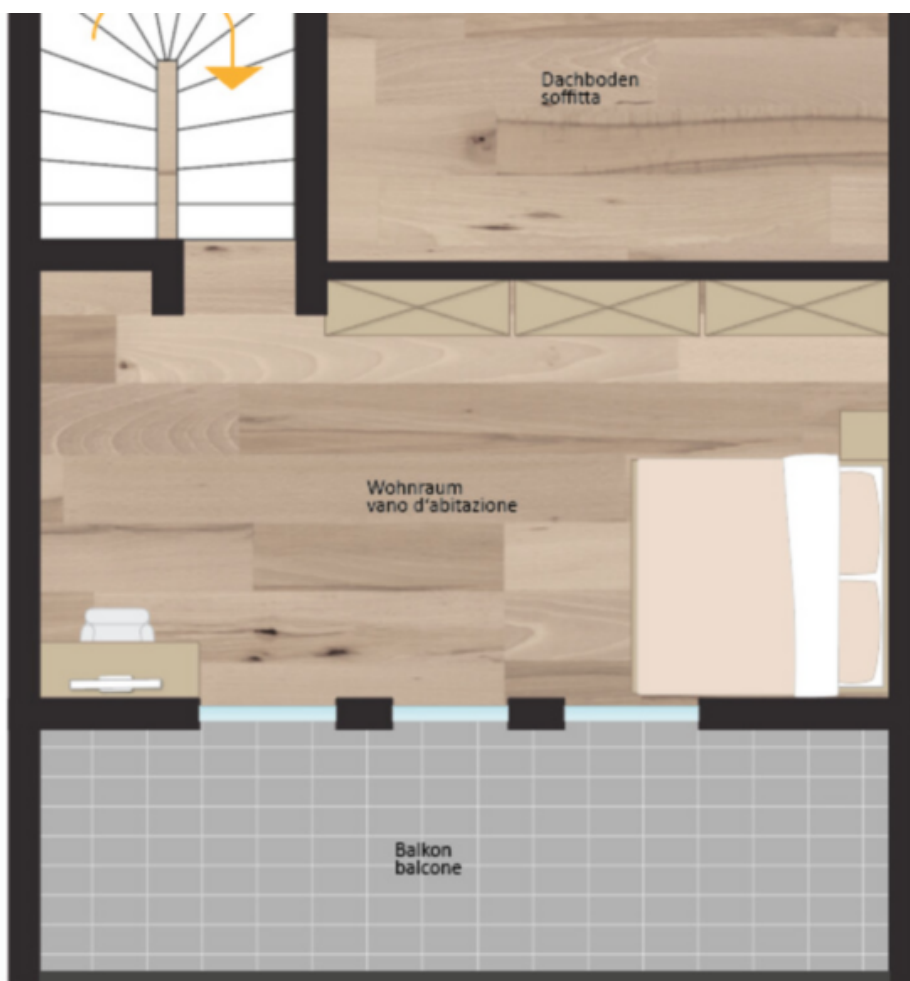 Dachboden
soffitta
Wohnraum
vano d'abitazione
Balkon
balcone